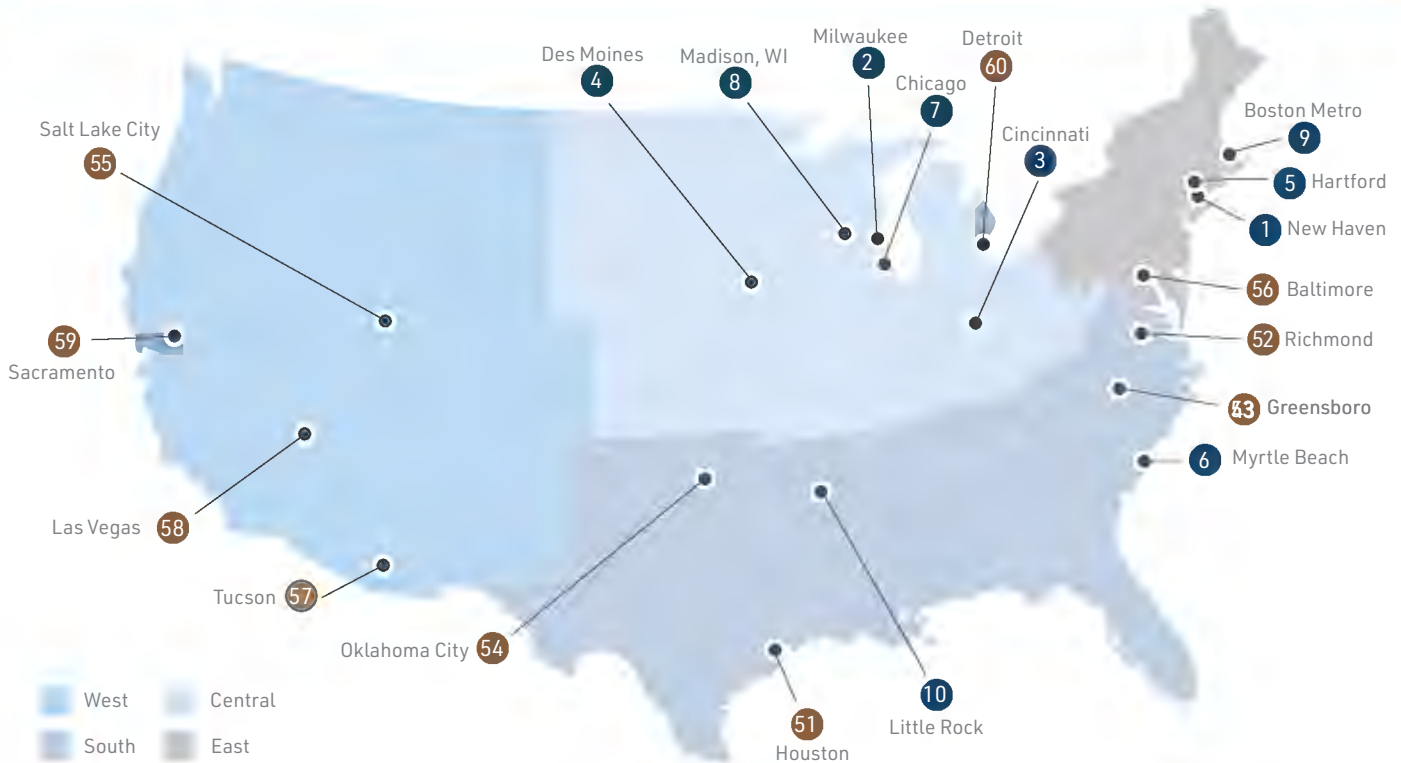 Des Moines
4
Madison, WI
8
Milwaukee
2
Chicago
7
Detroit
60
Cincinnati
3
Boston Metro
9
5 Hartford
1 New Haven
56 Baltimore
52 Richmond
Greensboro
6 Myrtle Beach
Salt Lake City
55
59
Sacramento
Las Vegas 58
Tucson 57
Oklahoma City 54
51
Houston
10
Little Rock
West
Central
South
East